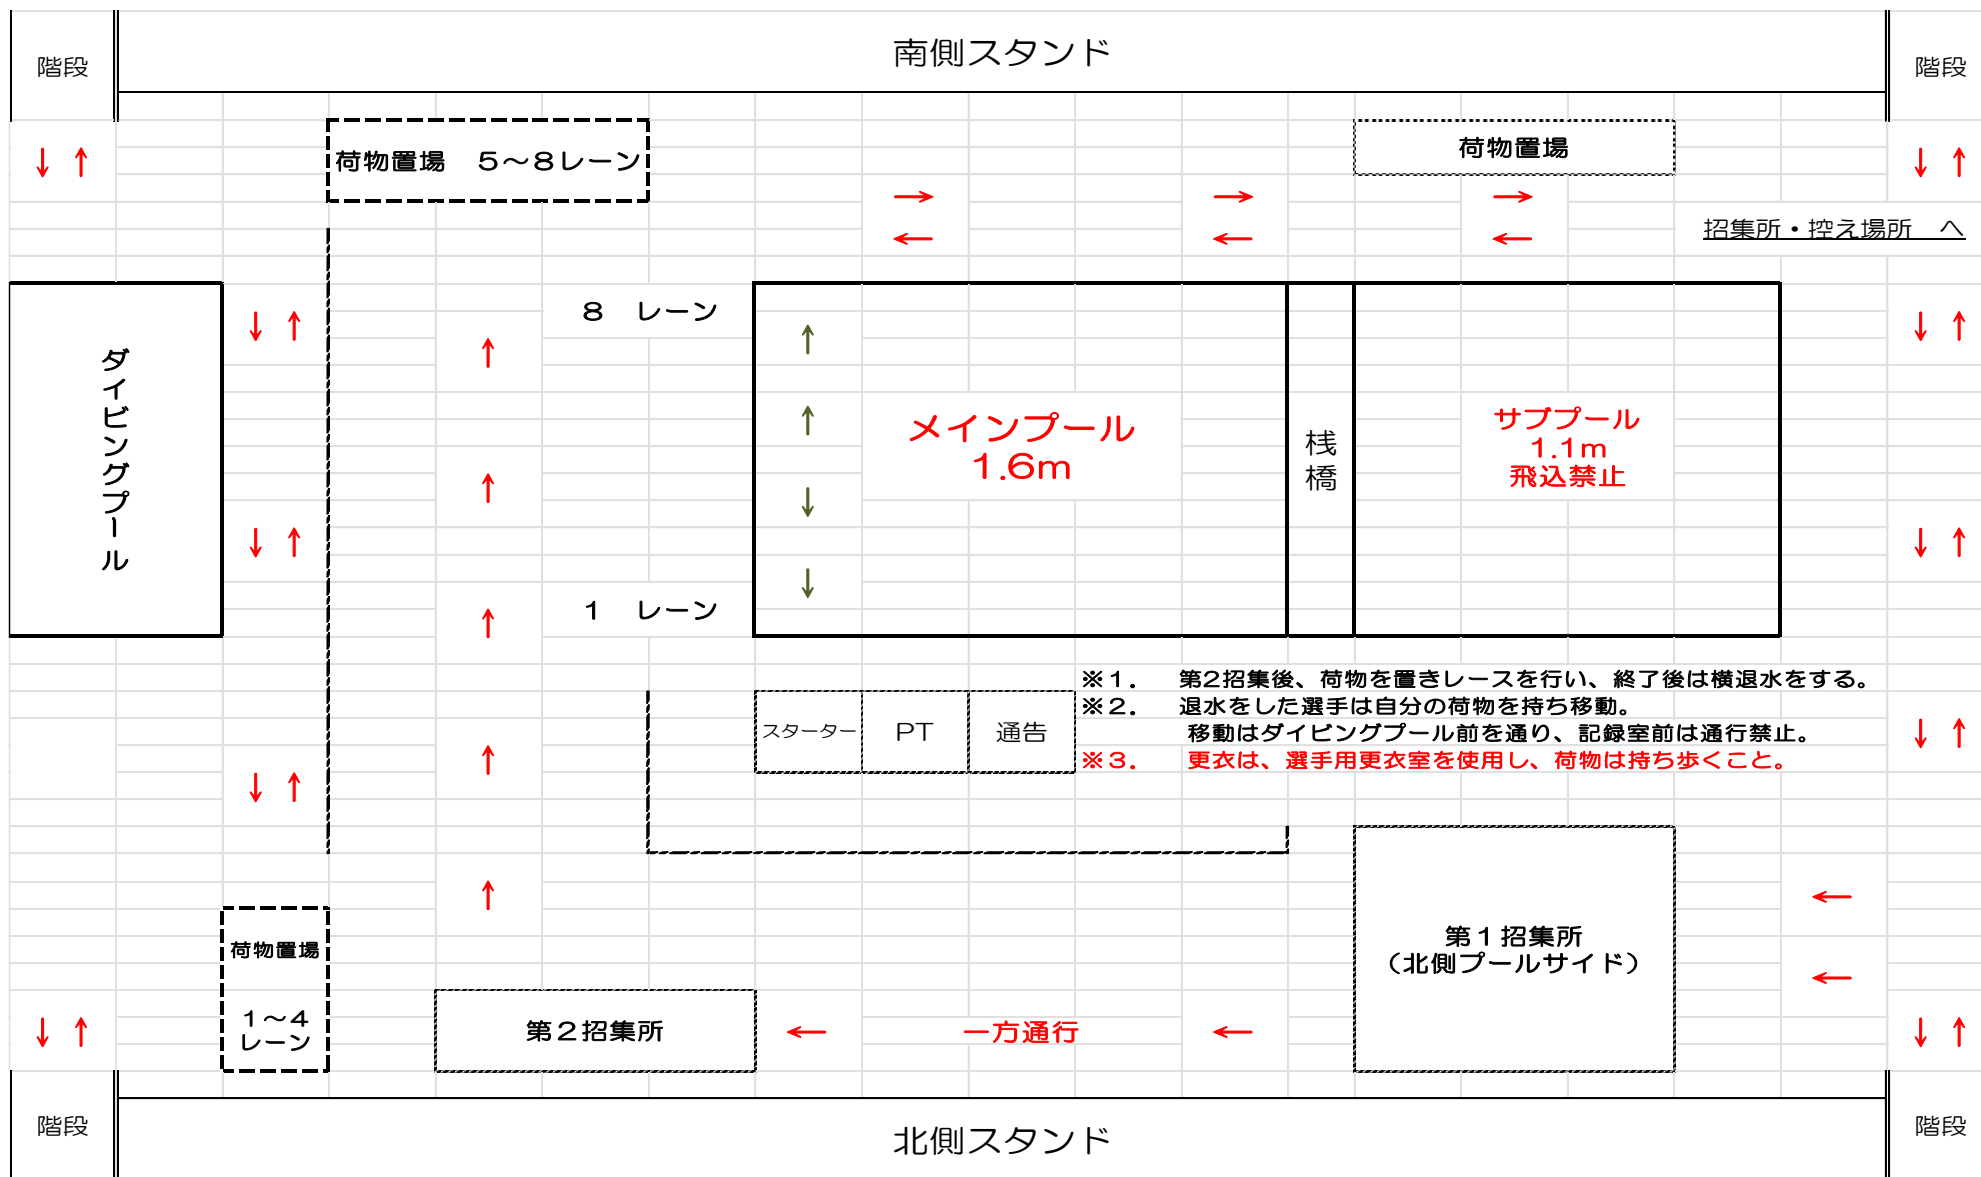 階段
南側スタンド
階段
荷物置場　5～8レーン
荷物置場
招集所・控え場所　へ
8　レーン
ダイビングプール
メインプール
1.6m
桟橋
サブプール
1.1m
飛込禁止
1　レーン
※1.　第2招集後、荷物を置きレースを行い、終了後は横退水をする。
※2.　退水をした選手は自分の荷物を持ち移動。
移動はダイビングプール前を通り、記録室前は通行禁止。
※3.　更衣は、選手用更衣室を使用し、荷物は持ち歩くこと。
スターター
PT
通告
荷物置場
1～4
レーン
第1招集所
（北側プールサイド）
第2招集所
一方通行
階段
北側スタンド
階段